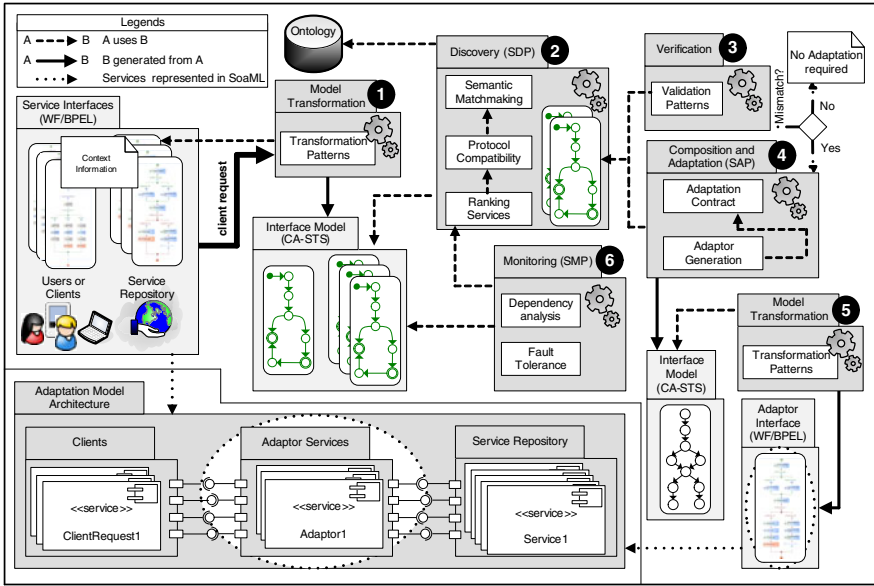 Legends
A B A uses B
A B B generated from A
Services represented in SoaML
Ontology
Service Interfaces
(WF/BPEL)
Context
Information
Users or
Clients
Service
Repository
client request
Model
Transformation
1
Transformation
Patterns
Interface Model
(CA-STS)
Discovery (SDP)
2
Semantic
Matchmaking
Protocol
Compatibility
Ranking
Services
Verification
3
Validation
Patterns
Mismatch?
No Adaptation
required
No
Yes
Composition and
Adaptation (SAP)
4
Adaptation
Contract
Adaptor
Generation
Monitoring (SMP)
6
Dependency
analysis
Fault
Tolerance
Model
Transformation
5
Transformation
Patterns
Interface
Model
(CA-STS)
Adaptor
Interface
(WF/BPEL)
Adaptation Model
Architecture
Clients
<<service>>
ClientRequest1
Adaptor Services
<<service>>
Adaptor1
Service Repository
<<service>>
Service1